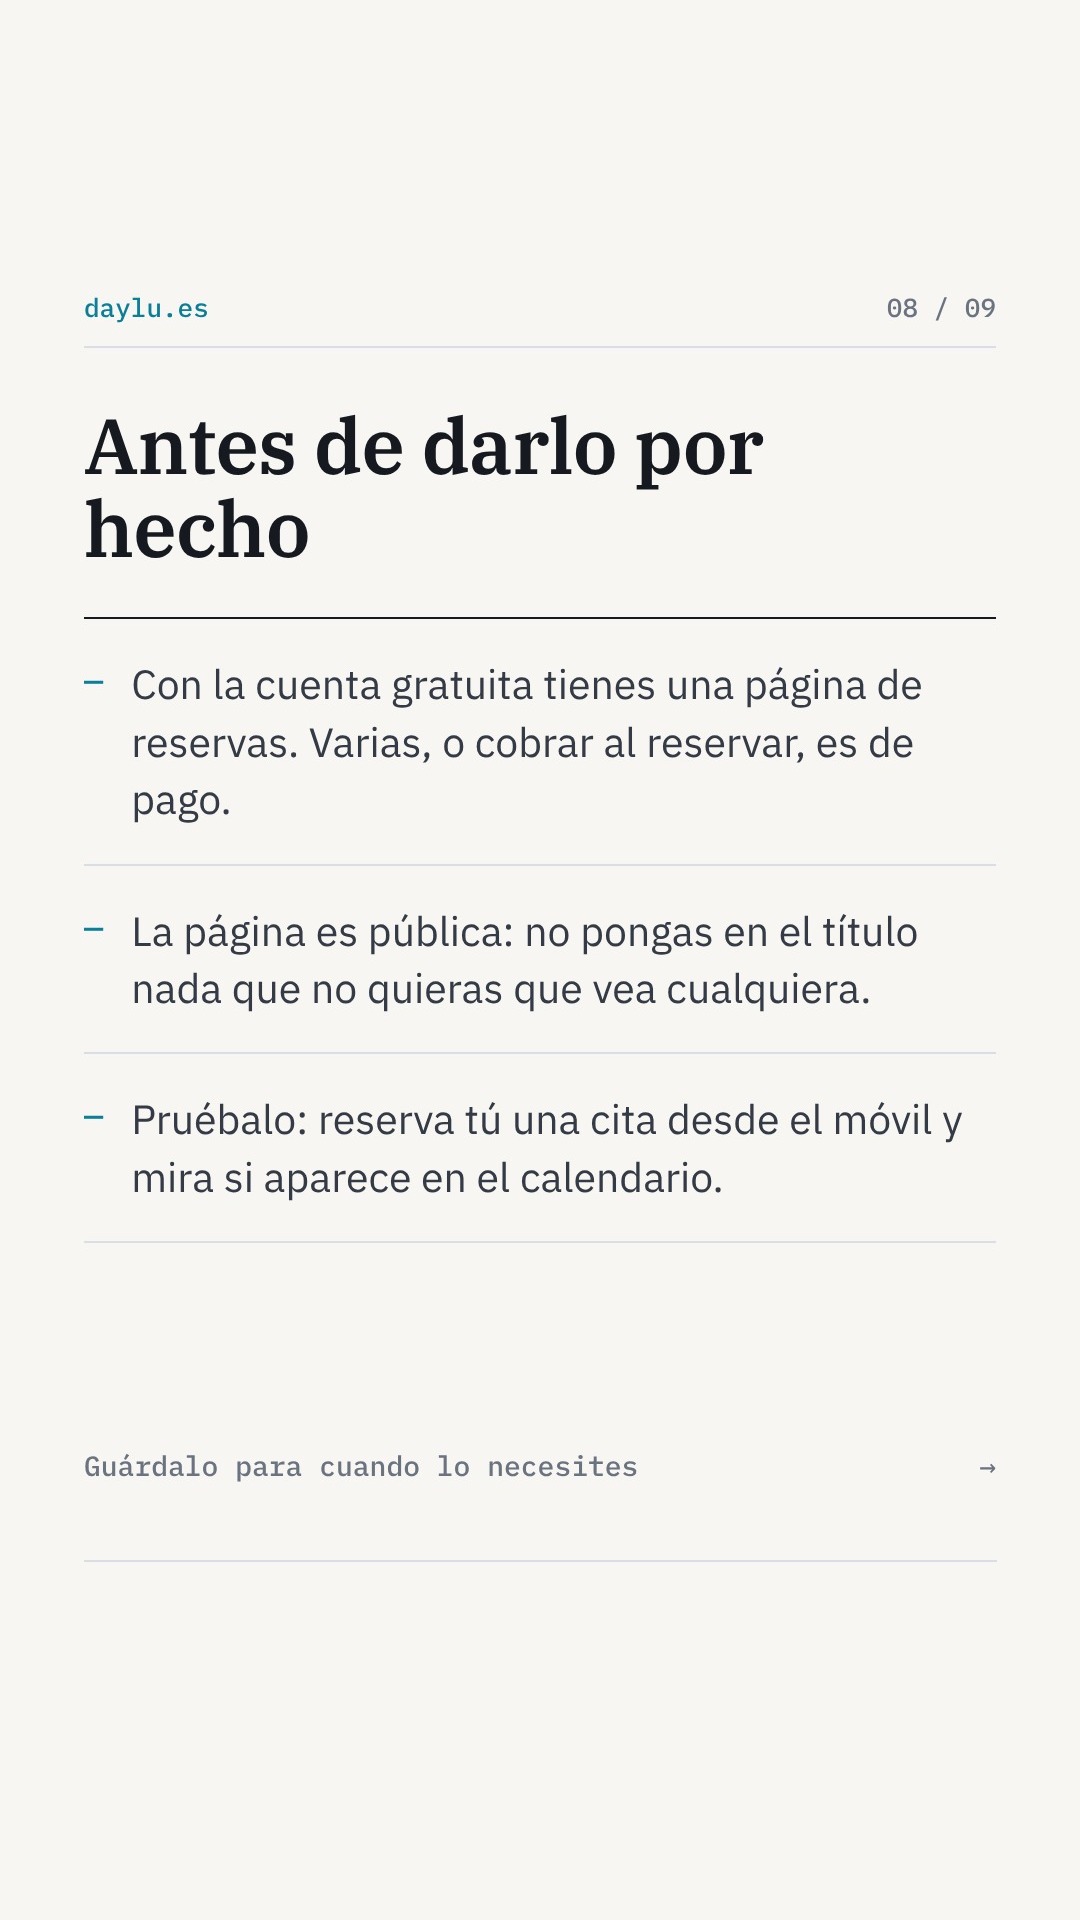 daylu.es
08 / 09
Antes de darlo por
hecho
– Con la cuenta gratuita tienes una página de
reservas. Varias, o cobrar al reservar, es de
pago.
– La página es pública: no pongas en el título
nada que no quieras que vea cualquiera.
– Pruébalo: reserva tú una cita desde el móvil y
mira si aparece en el calendario.
Guárdalo para cuando lo necesites →